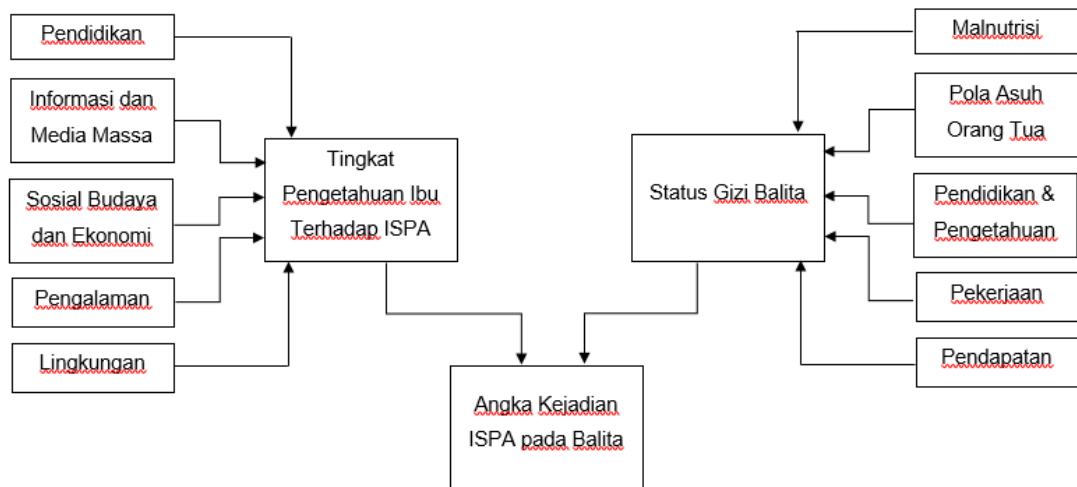 Pendidikan
Informasi dan
Media Massa
Sosial Budaya
dan Ekonomi
Pengalaman
Lingkungan
Tingkat
Pengetahuan Ibu
Terhadap ISPA
Status Gizi Balita
Malnutrisi
Pola Asuh
Orang Tua
Pendidikan &
Pengetahuan
Pekerjaan
Pendapatan
Angka Kejadian
ISPA pada Balita